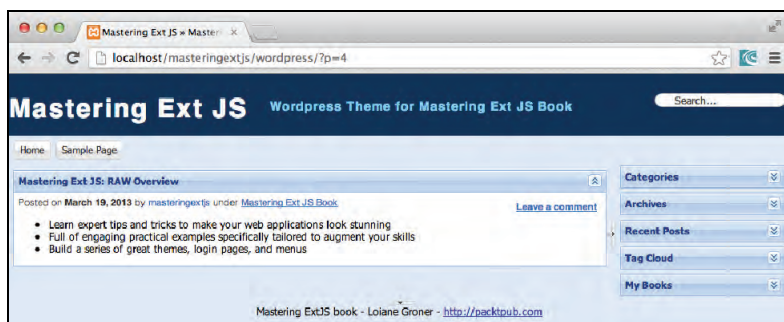 Mastering Ext JS » Master
localhost/masteringextjs/wordpress/?p=4
Mastering Ext JS
Wordpress Theme for Mastering Ext JS Book
Search...
Home
Sample Page
Mastering Ext JS: RAW Overview
Posted on March 19, 2013 by masteringextjs under Mastering Ext JS Book
Leave a comment
Learn expert tips and tricks to make your web applications look stunning
Full of engaging practical examples specifically tailored to augment your skills
Build a series of great themes, login pages, and menus
Categories
Archives
Recent Posts
Tag Cloud
My Books
Mastering ExtJS book - Loiane Groner - http://packtpub.com